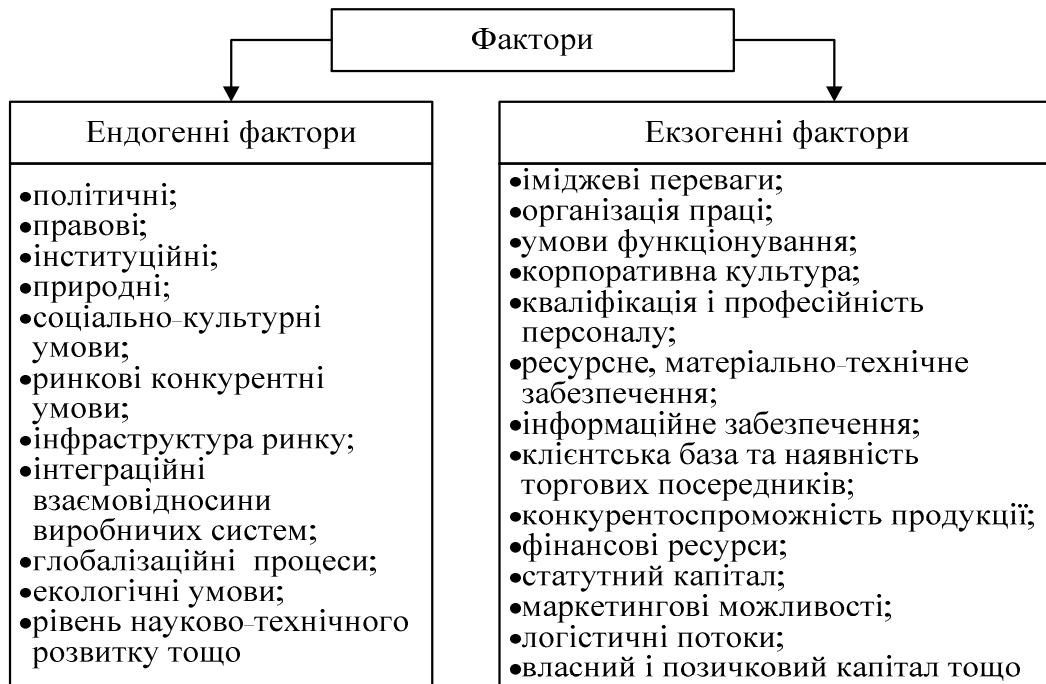 Фактори
Ендогенні фактори
•політичні;
•правові;
•інституційні;
•природні;
•соціально-культурні
умови;
•ринкові конкурентні
умови;
•інфраструктура ринку;
•інтеграційні
взаємовідносини
виробничих систем;
•глобалізаційні процеси;
•екологічні умови;
•рівень науково-технічного
розвитку тощо
Екзогенні фактори
•іміджеві переваги;
•організація праці;
•умови функціонування;
•корпоративна культура;
•кваліфікація і професійність
персоналу;
•ресурсне, матеріально-технічне
забезпечення;
•інформаційне забезпечення;
•клієнтська база та наявність
торгових посередників;
•конкурентоспроможність продукції;
•фінансові ресурси;
•статутний капітал;
•маркетингові можливості;
•логістичні потоки;
•власний і позичковий капітал тощо